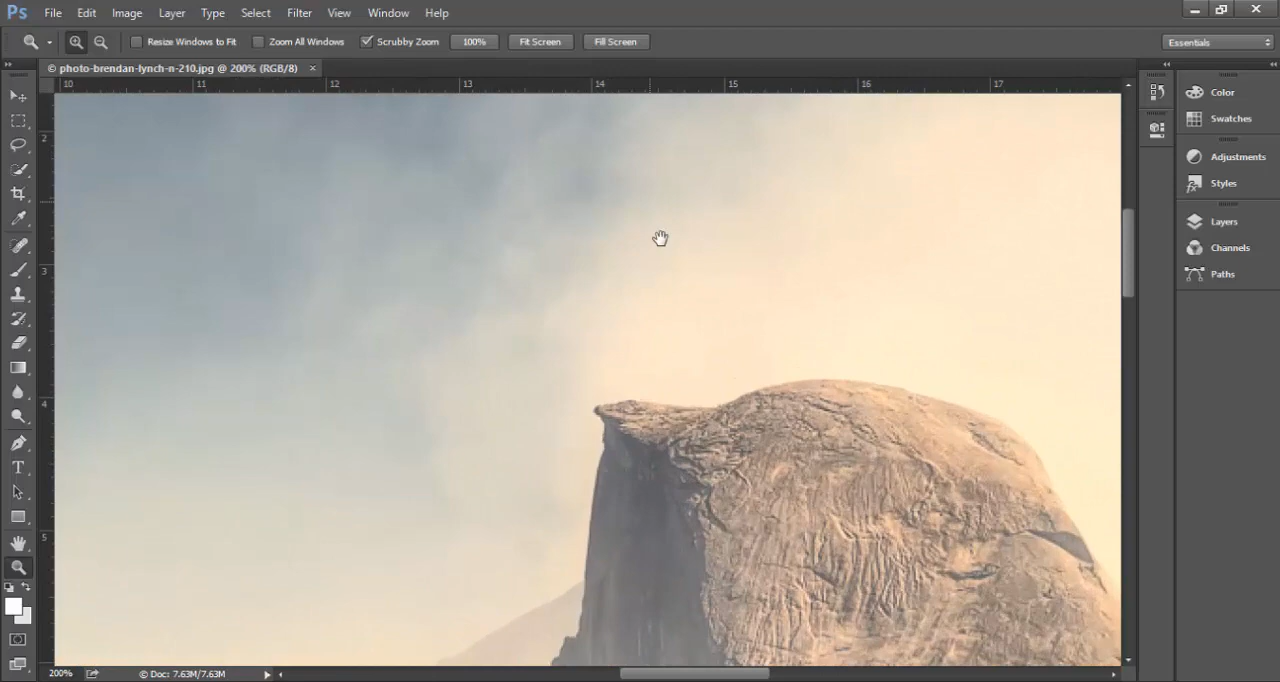 Ps File Edit Image Layer Type Select Filter View Window Help
Resize Windows to Fit Zoom All Windows Scrubby Zoom 100% Fit Screen Fill Screen Essentials
© photo-brendan-lynch-n-210.jpg @ 200% (RGB/8) ×
10 11 12 13 14 15 16 17
2
3
4
5
Color
Swatches
Adjustments
Styles
Layers
Channels
Paths
T
200% © Doc: 7.63M/7.63M